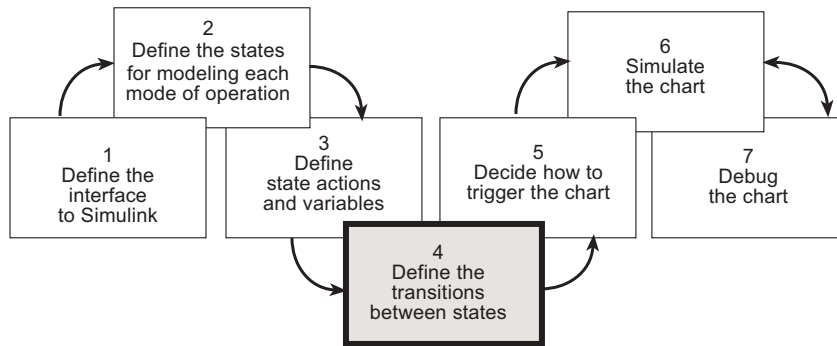 1
Define the
interface
to Simulink
2
Define the states
for modeling each
mode of operation
3
Define
state actions
and variables
4
Define the
transitions
between states
5
Decide how to
trigger the chart
6
Simulate
the chart
7
Debug
the chart